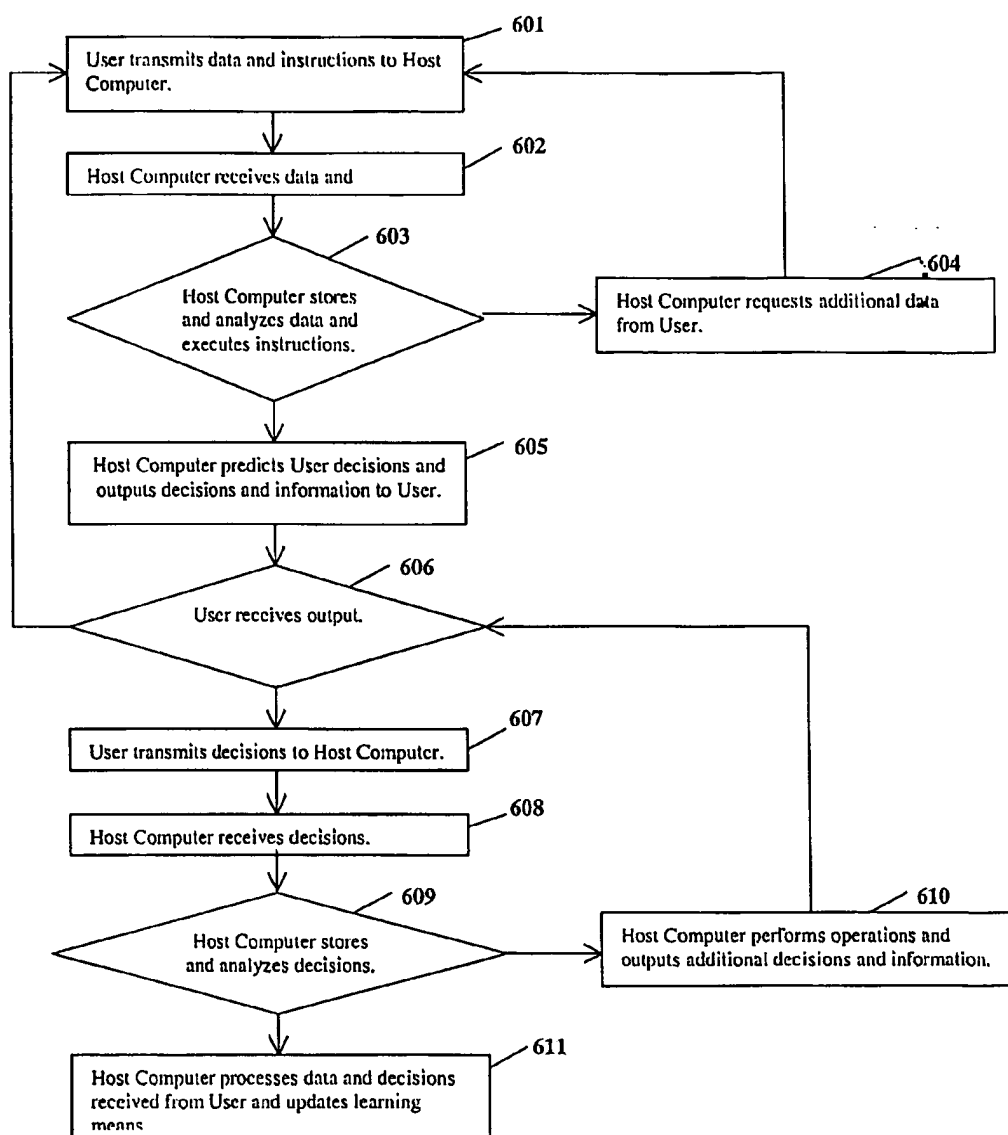 601
User transmits data and instructions to Host
Computer.
602
Host Computer receives data and
603
Host Computer stores
and analyzes data and
executes instructions.
604
Host Computer requests additional data
from User.
605
Host Computer predicts User decisions and
outputs decisions and information to User.
606
User receives output.
607
User transmits decisions to Host Computer.
608
Host Computer receives decisions.
609
Host Computer stores
and analyzes decisions.
610
Host Computer performs operations and
outputs additional decisions and information.
611
Host Computer processes data and decisions
received from User and updates learning
means